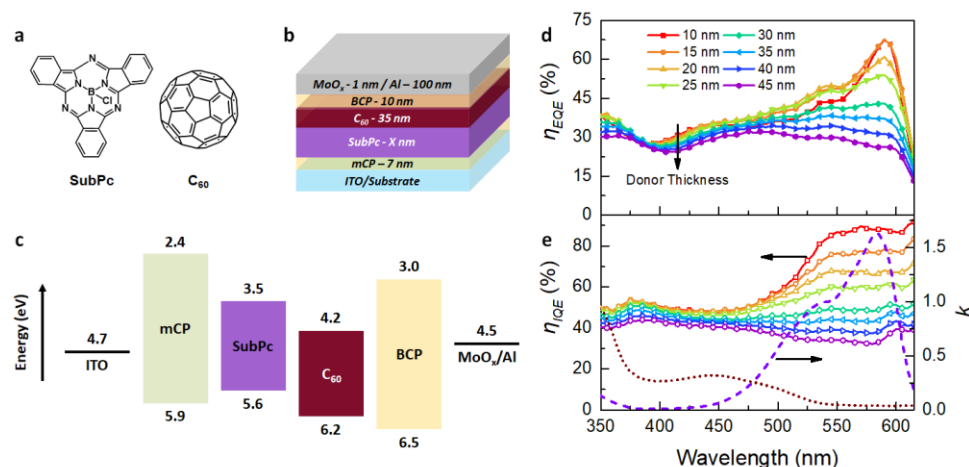 a
N
N
N
B
Cl
N
N
N
SubPc
C60
b
MoOx - 1 nm / Al – 100 nm
BCP - 10 nm
C60 - 35 nm
SubPc - X nm
mCP – 7 nm
ITO/Substrate
c
Energy (eV)
4.7
ITO
2.4
mCP
5.9
3.5
SubPc
5.6
4.2
C60
6.2
3.0
BCP
6.5
4.5
MoOx/Al
d
ηEQE (%)
75
60
45
30
15
0
10 nm
15 nm
20 nm
25 nm
30 nm
35 nm
40 nm
45 nm
Donor Thickness
e
ηIQE (%)
80
60
40
20
0
1.5
1.0
0.5
0.0
k
350
400
450
500
550
600
Wavelength (nm)